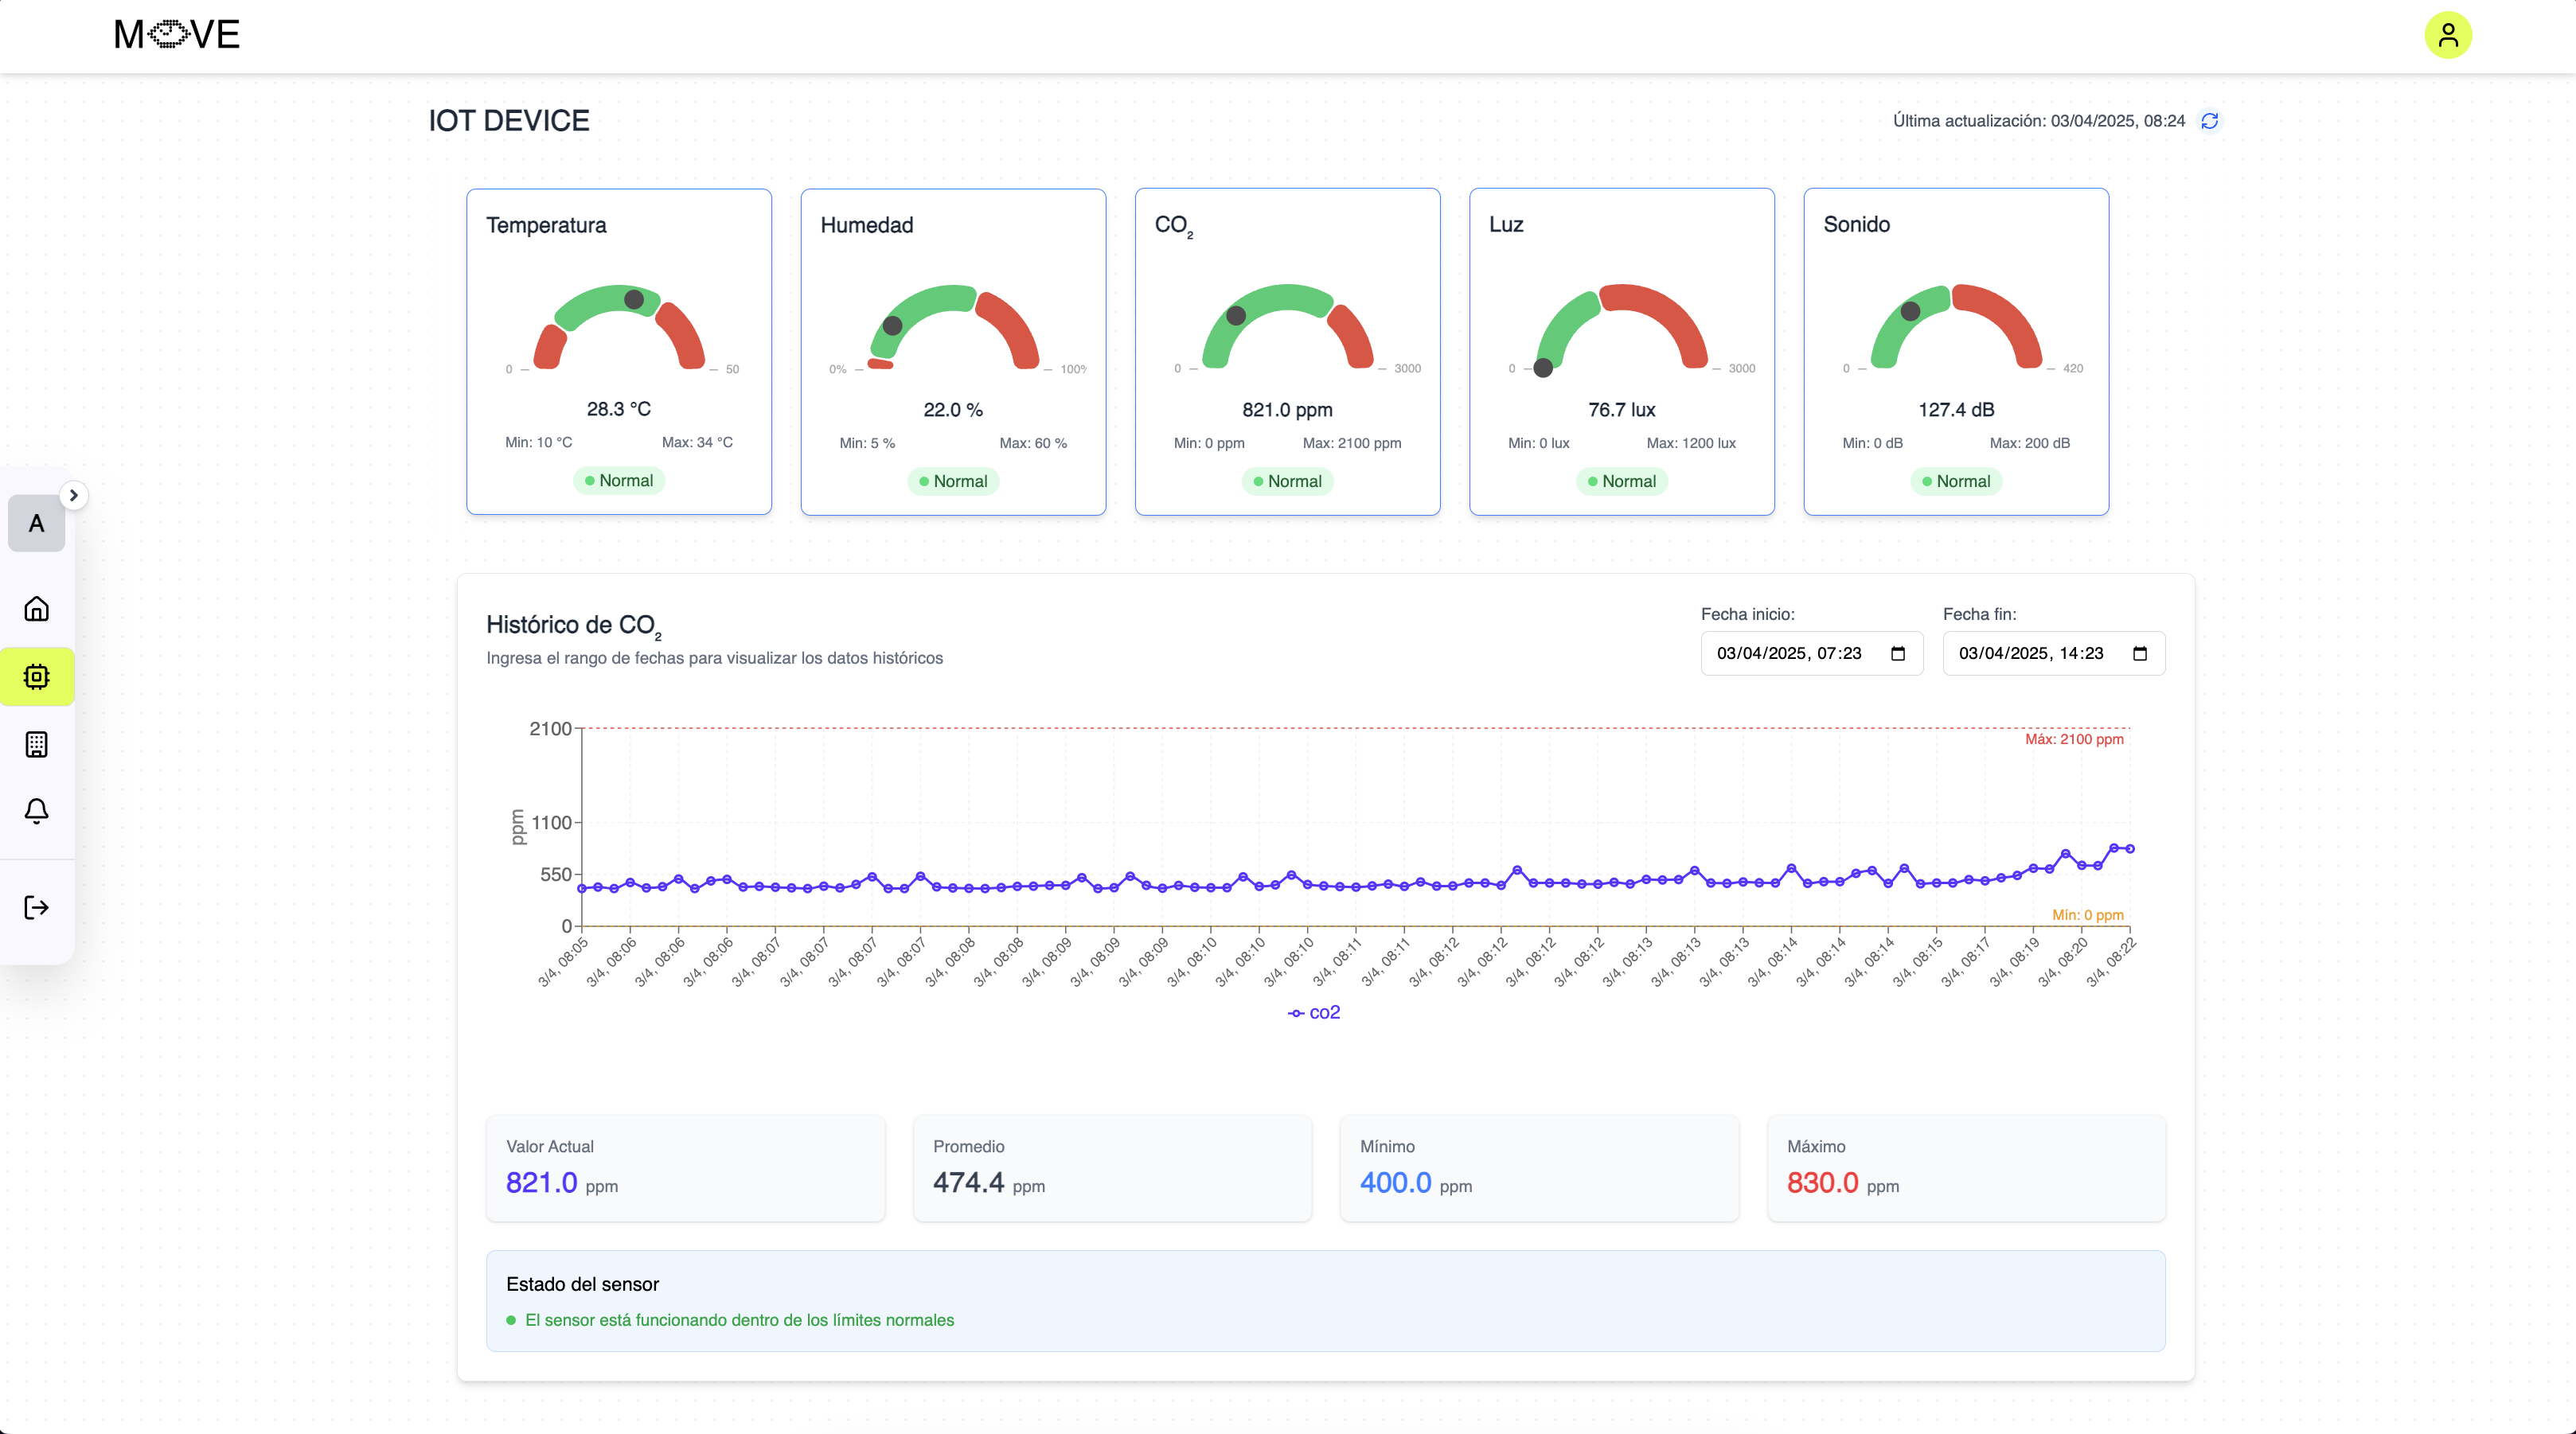 MOVE
IOT DEVICE
Última actualización: 03/04/2025, 08:24
Temperatura
0
50
28.3 °C
Min: 10 °C
Max: 34 °C
Normal
Humedad
0%
100%
22.0 %
Min: 5 %
Max: 60 %
Normal
CO₂
0
3000
821.0 ppm
Min: 0 ppm
Max: 2100 ppm
Normal
Luz
0
3000
76.7 lux
Min: 0 lux
Max: 1200 lux
Normal
Sonido
0
420
127.4 dB
Min: 0 dB
Max: 200 dB
Normal
A
Histórico de CO₂
Ingresa el rango de fechas para visualizar los datos históricos
Fecha inicio:
03/04/2025, 07:23
Fecha fin:
03/04/2025, 14:23
2100
1100
550
0
ppm
Máx: 2100 ppm
Mín: 0 ppm
3/4, 08:05
3/4, 08:06
3/4, 08:06
3/4, 08:06
3/4, 08:07
3/4, 08:07
3/4, 08:07
3/4, 08:07
3/4, 08:08
3/4, 08:08
3/4, 08:09
3/4, 08:09
3/4, 08:09
3/4, 08:10
3/4, 08:10
3/4, 08:10
3/4, 08:11
3/4, 08:11
3/4, 08:12
3/4, 08:12
3/4, 08:12
3/4, 08:12
3/4, 08:13
3/4, 08:13
3/4, 08:13
3/4, 08:14
3/4, 08:14
3/4, 08:14
3/4, 08:15
3/4, 08:17
3/4, 08:19
3/4, 08:20
3/4, 08:22
co2
Valor Actual
821.0 ppm
Promedio
474.4 ppm
Mínimo
400.0 ppm
Máximo
830.0 ppm
Estado del sensor
El sensor está funcionando dentro de los límites normales